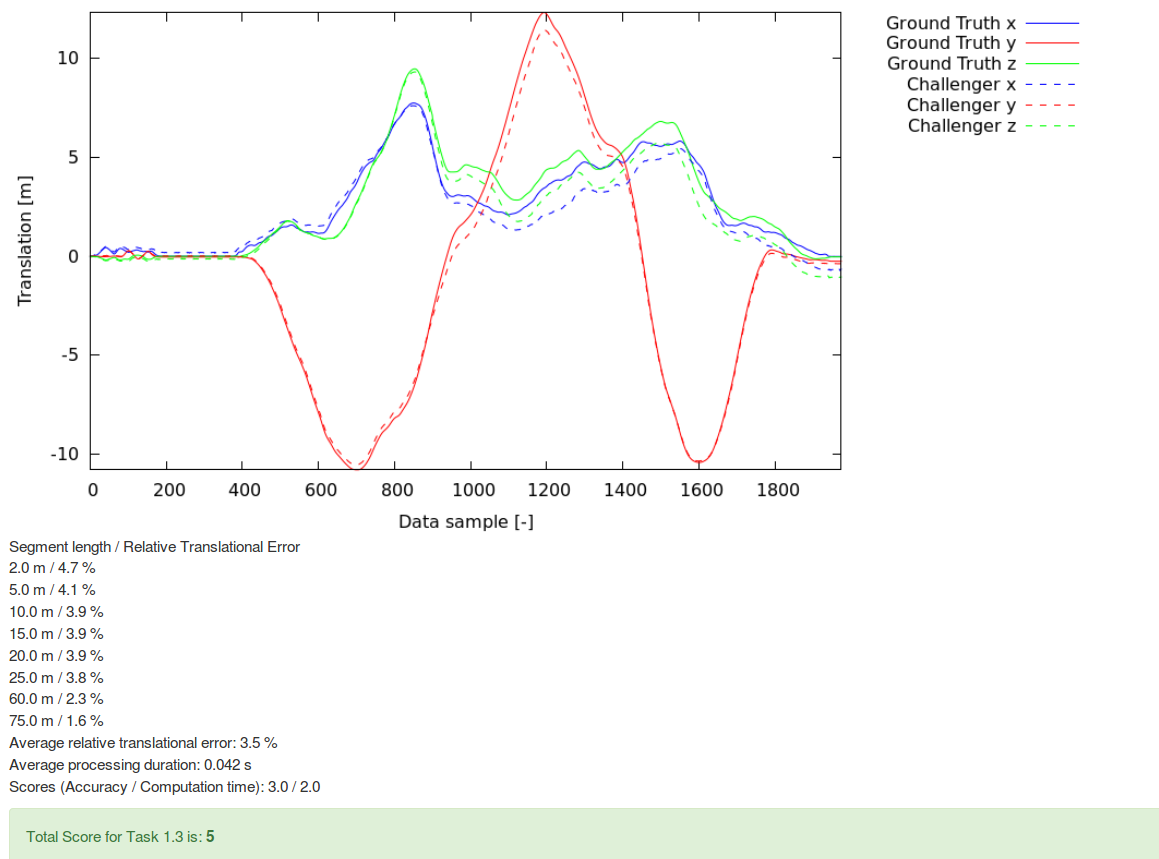 Ground Truth x
Ground Truth y
Ground Truth z
Challenger x
Challenger y
Challenger z
10
5
0
-5
-10
Translation [m]
0 200 400 600 800 1000 1200 1400 1600 1800
Data sample [-]
Segment length / Relative Translational Error
2.0 m / 4.7 %
5.0 m / 4.1 %
10.0 m / 3.9 %
15.0 m / 3.9 %
20.0 m / 3.9 %
25.0 m / 3.8 %
60.0 m / 2.3 %
75.0 m / 1.6 %
Average relative translational error: 3.5 %
Average processing duration: 0.042 s
Scores (Accuracy / Computation time): 3.0 / 2.0
Total Score for Task 1.3 is: 5